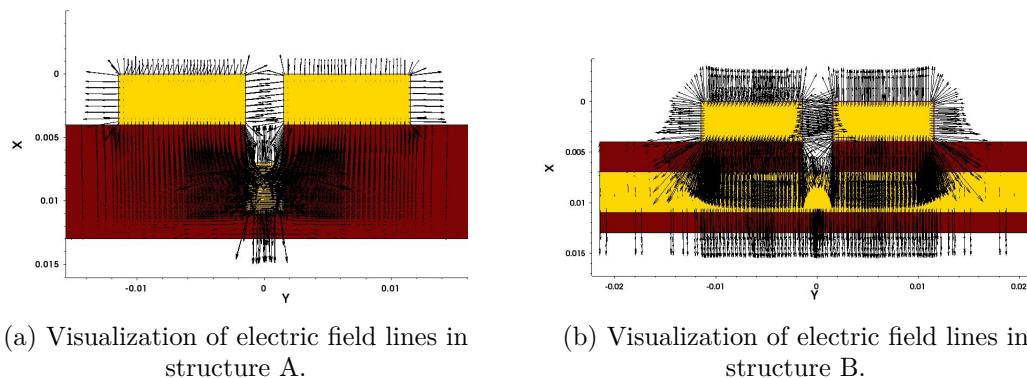 0
0.005
0.01
0.015
X
-0.01
0
0.01
Y
(a) Visualization of electric field lines in
structure A.
0
0.005
0.01
0.015
X
-0.02
-0.01
0
0.01
0.02
Y
(b) Visualization of electric field lines in
structure B.